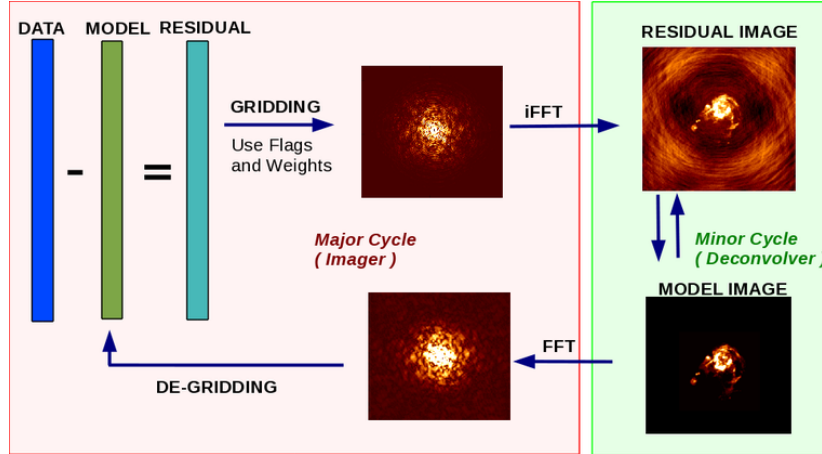 DATA
MODEL
RESIDUAL
-
=
GRIDDING
Use Flags
and Weights
iFFT
RESIDUAL IMAGE
Major Cycle
( Imager )
Minor Cycle
( Deconvolver )
MODEL IMAGE
FFT
DE-GRIDDING